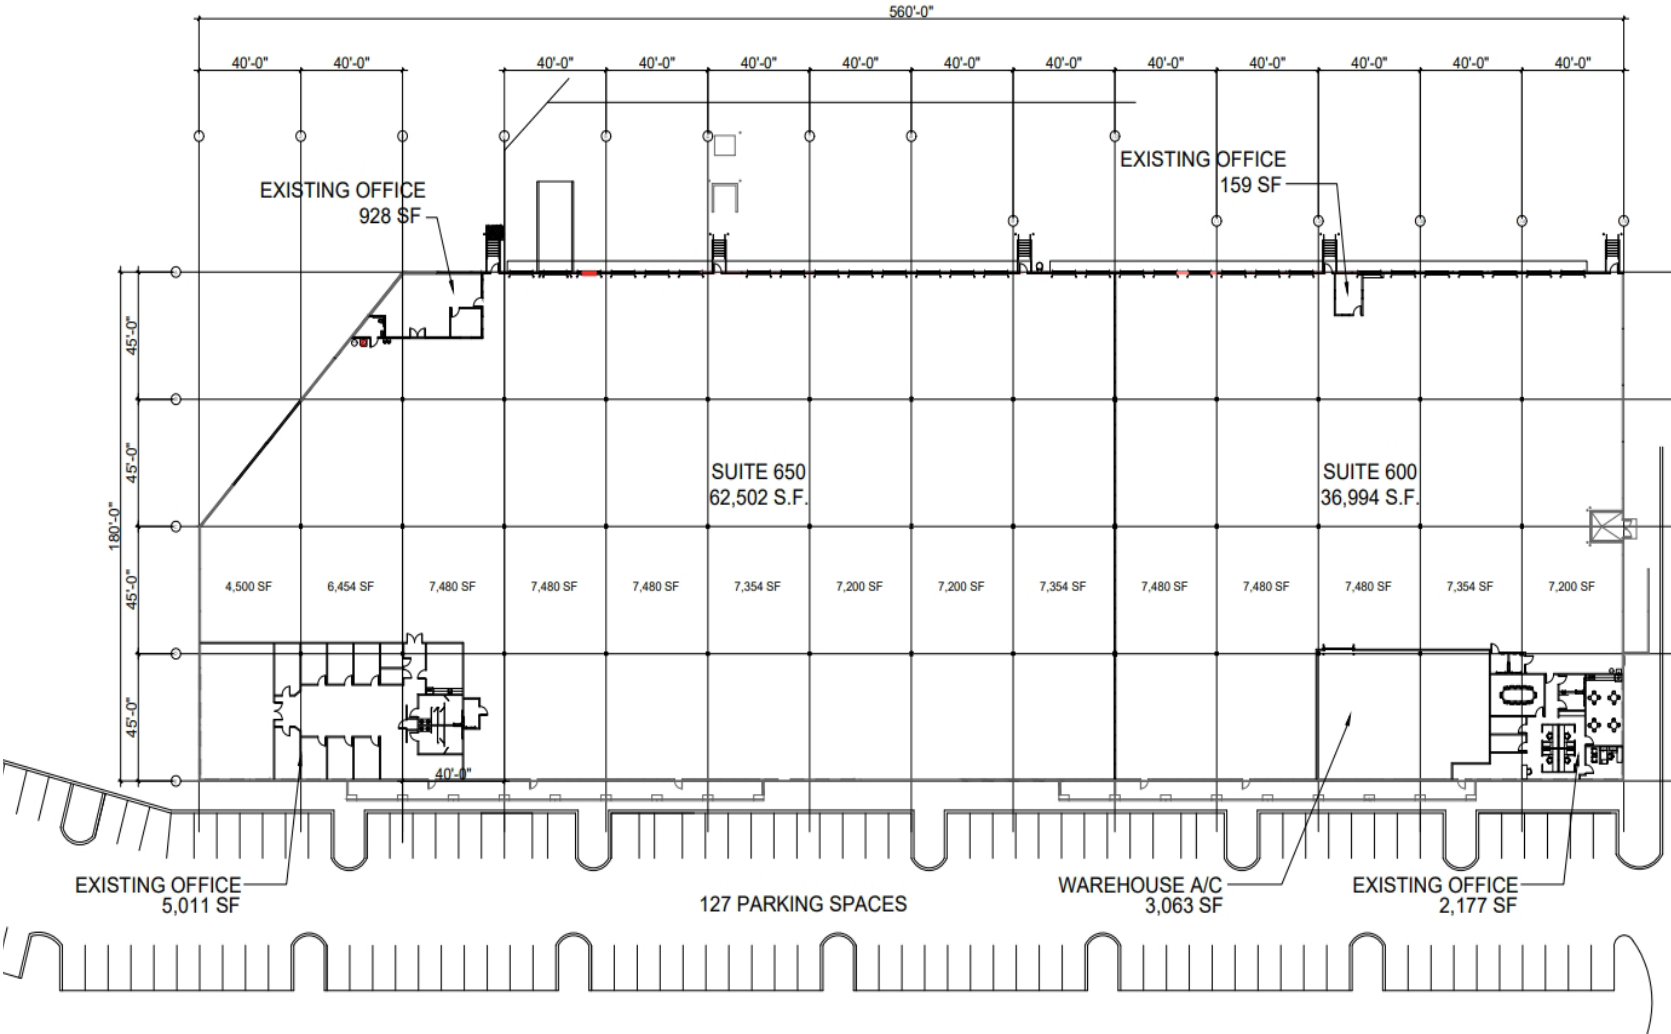 560'-0"
40'-0" 40'-0" 40'-0" 40'-0" 40'-0" 40'-0" 40'-0" 40'-0" 40'-0" 40'-0" 40'-0" 40'-0" 40'-0"
EXISTING OFFICE
159 SF
EXISTING OFFICE
928 SF
45'-0"
45'-0"
180'-0"
45'-0"
45'-0"
SUITE 650
62,502 S.F.
SUITE 600
36,994 S.F.
4,500 SF 6,454 SF 7,480 SF 7,480 SF 7,480 SF 7,354 SF 7,200 SF 7,200 SF 7,354 SF 7,480 SF 7,480 SF 7,480 SF 7,354 SF 7,200 SF
40'-0"
EXISTING OFFICE
5,011 SF
127 PARKING SPACES
WAREHOUSE A/C
3,063 SF
EXISTING OFFICE
2,177 SF